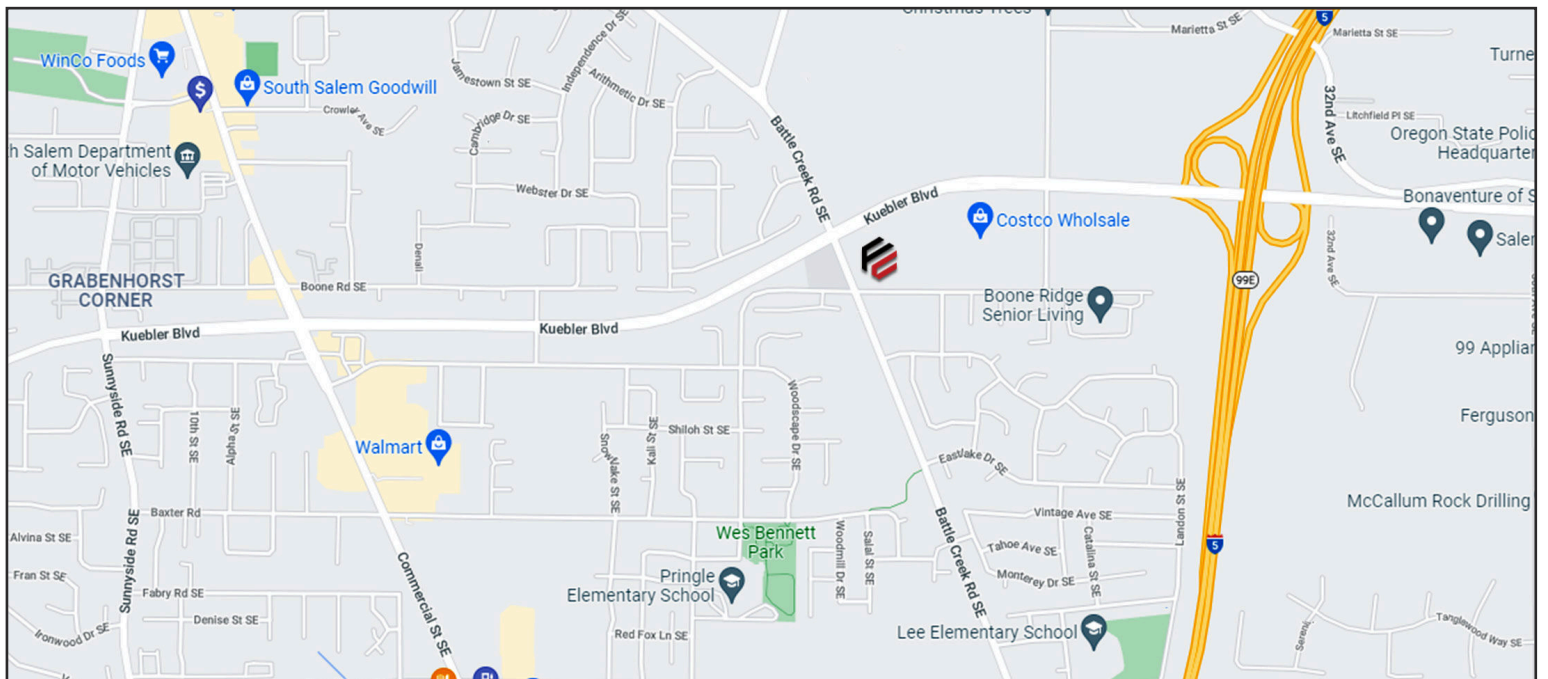 Christmas Trees
5
Marietta St SE
Marietta St SE
Turne
WinCo Foods
$
South Salem Goodwill
Jamestown St SE
Independence Dr SE
Arithmetic Dr SE
Crowley Ave SE
Cambridge Dr SE
Battle Creek Rd SE
32nd Ave SE
Litchfield Pl SE
Oregon State Polic
Headquarter
h Salem Department
of Motor Vehicles
Webster Dr SE
Kuebler Blvd
Costco Wholsale
Bonaventure of S
Saler
32nd Ave SE
Denali
GRABENHORST
CORNER
Boone Rd SE
99E
Boone Ridge
Senior Living
Kuebler Blvd
Kuebler Blvd
99 Appliar
Sunnyside Rd SE
10th St SE
Alpha St SE
Walmart
Snowflake St SE
Kali St SE
Shiloh St SE
Woodscape Dr SE
Ferguson
Eastlake Dr SE
McCallum Rock Drilling
Landon St SE
Baxter Rd
Sunnyside Rd SE
Alvina St SE
Wes Bennett
Park
Woodmill Dr SE
Salal St SE
Battle Creek Rd SE
Vintage Ave SE
Tahoe Ave SE
Catalina St SE
Monterey Dr SE
5
Fran St SE
Fabry Rd SE
Commercial St SE
Pringle
Elementary School
Denise St SE
Ironwood Dr SE
Red Fox Ln SE
Lee Elementary School
Tanglewood Way SE